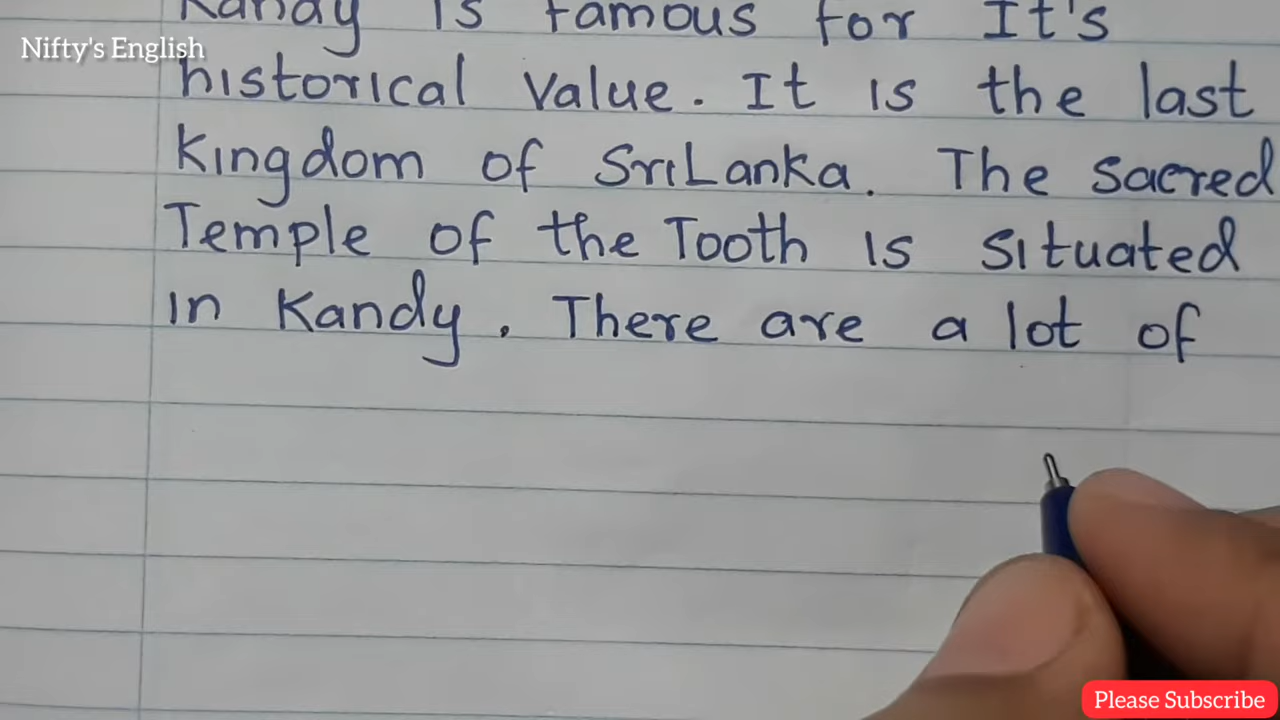 Nifty's English
Kandy is famous for It's
historical value. It is the last
Kingdom of SriLanka. The sacred
Temple of the Tooth is situated
in Kandy. There are a lot of
Please Subscribe